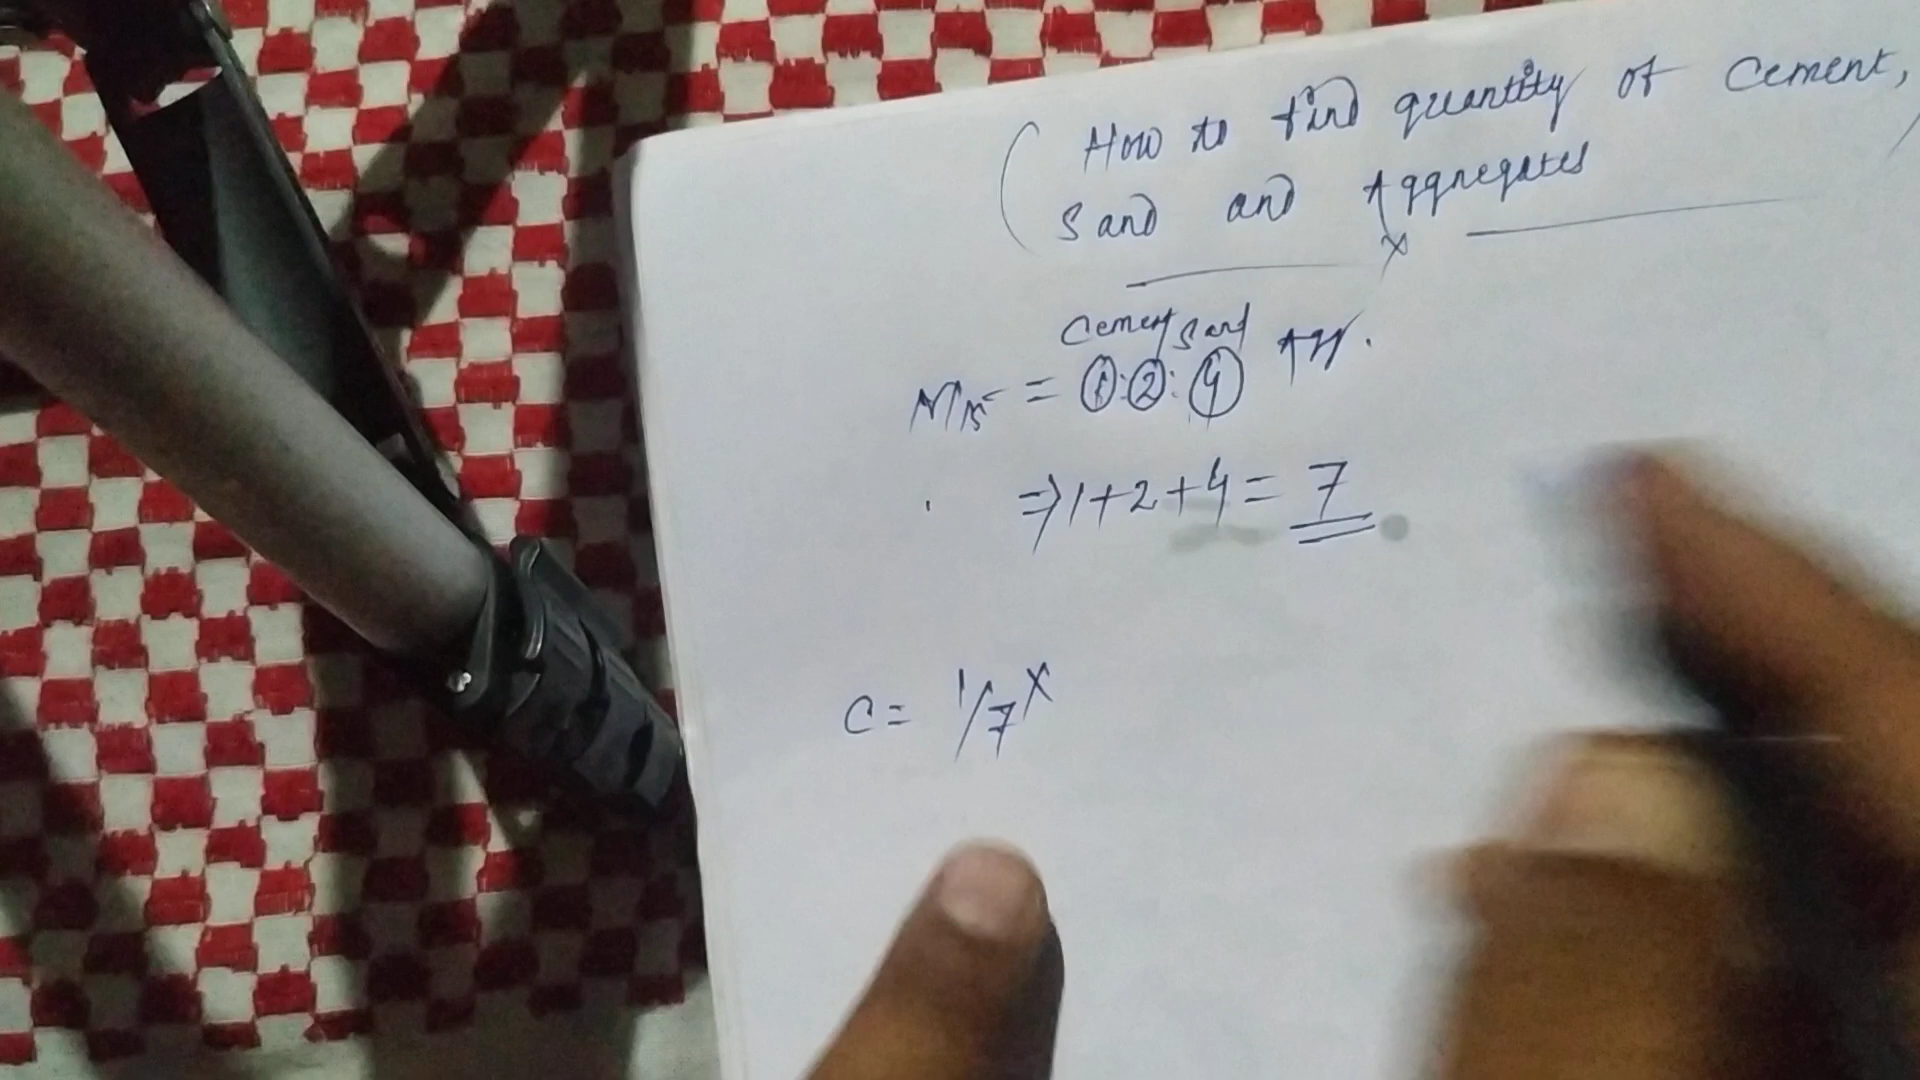 ( How to find quantity of Cement,
Sand and Aggregates )
Cement Sand Agg.
M15 = 1:2:4
⇒ 1+2+4 = 7
C = 1/7 X